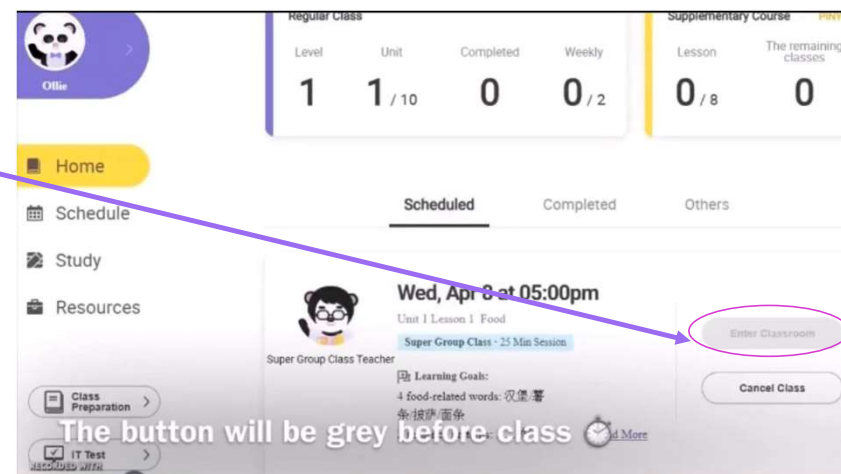 Regular Class
Level Unit Completed Weekly
1 1 / 10 0 0 / 2
Supplementary Course
Lesson The remaining classes
0 / 8 0
Ollie
Home
Schedule
Study
Resources
Scheduled Completed Others
Wed, Apr 8 at 05:00pm
Unit 1 Lesson 1 Food
Super Group Class · 25 Min Session
Super Group Class Teacher
Learning Goals:
4 food-related words: 汉堡/薯
条/披萨/面条
More
Enter Classroom
Cancel Class
Class
Preparation
IT Test
The button will be grey before class
RECORDED WITH